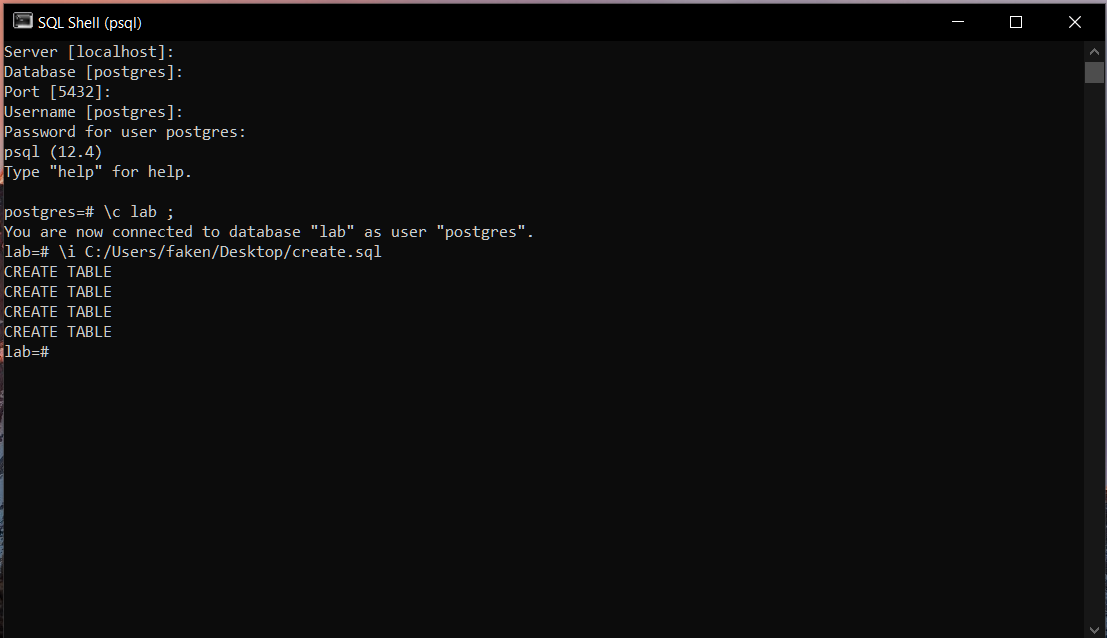 SQL Shell (psql)
Server [localhost]:
Database [postgres]:
Port [5432]:
Username [postgres]:
Password for user postgres:
psql (12.4)
Type "help" for help.
postgres=# \c lab ;
You are now connected to database "lab" as user "postgres".
lab=# \i C:/Users/faken/Desktop/create.sql
CREATE TABLE
CREATE TABLE
CREATE TABLE
CREATE TABLE
lab=#